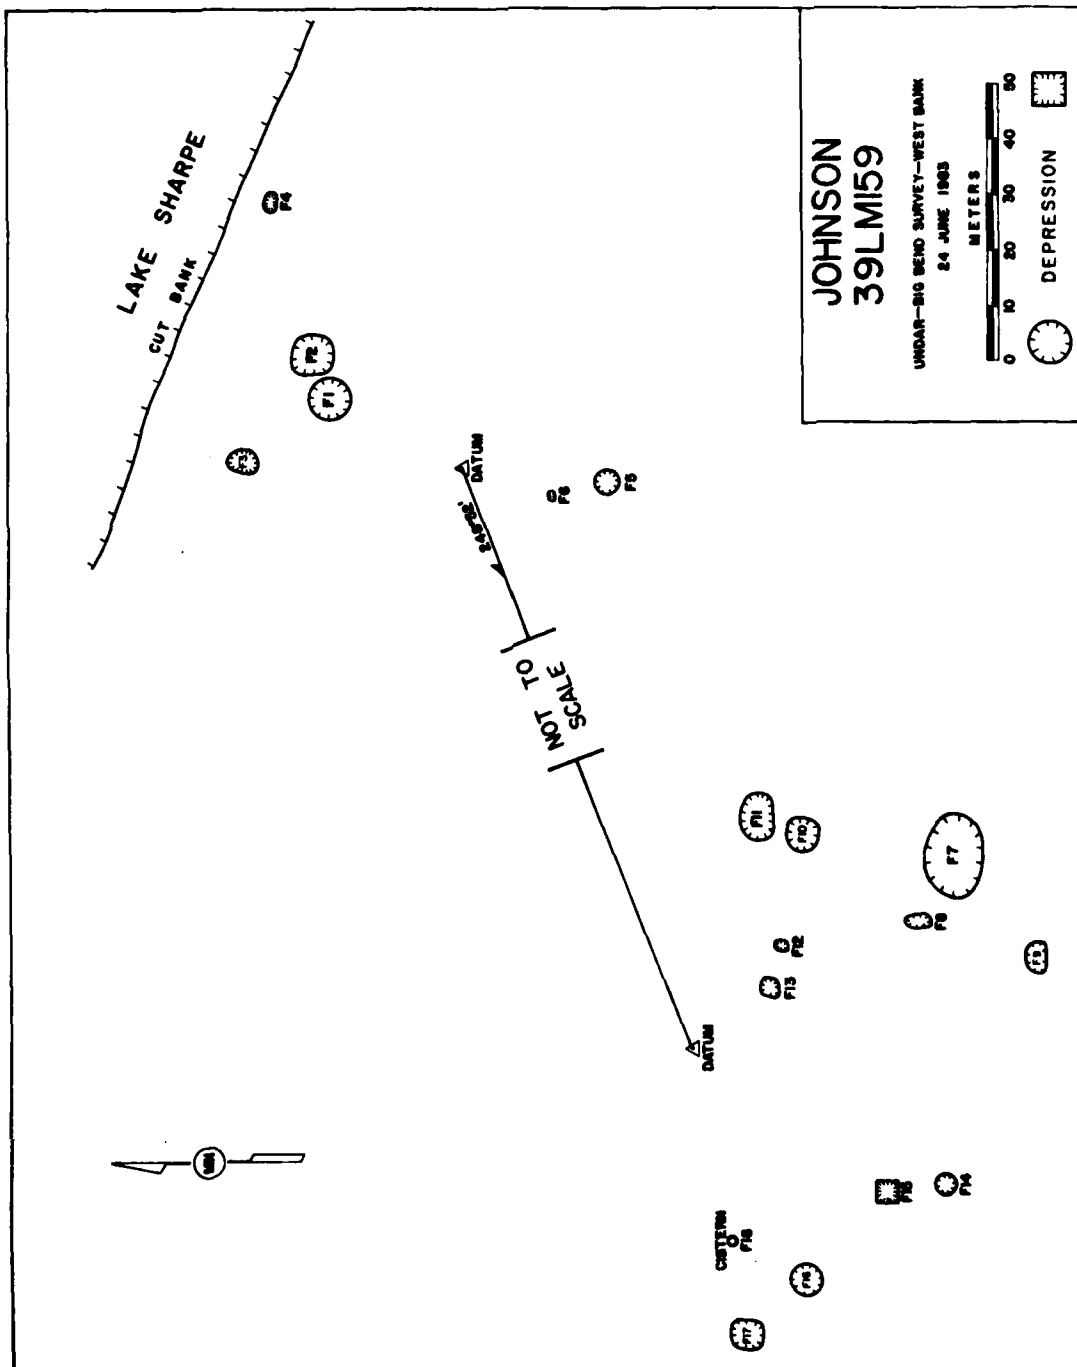 LAKE SHARPE
CUT BANK
F4
F2
F1
F3
DATUM
F6
F5
NOT TO
SCALE
F11
F10
F7
F8
F9
F12
F13
DATUM
MN
F15
F14
CISTERN
F18
F16
F17
JOHNSON
39LM159
UNDAR—BIG BEND SURVEY—WEST BANK
24 JUNE 1983
METERS
0 10 20 30 40 50
DEPRESSION